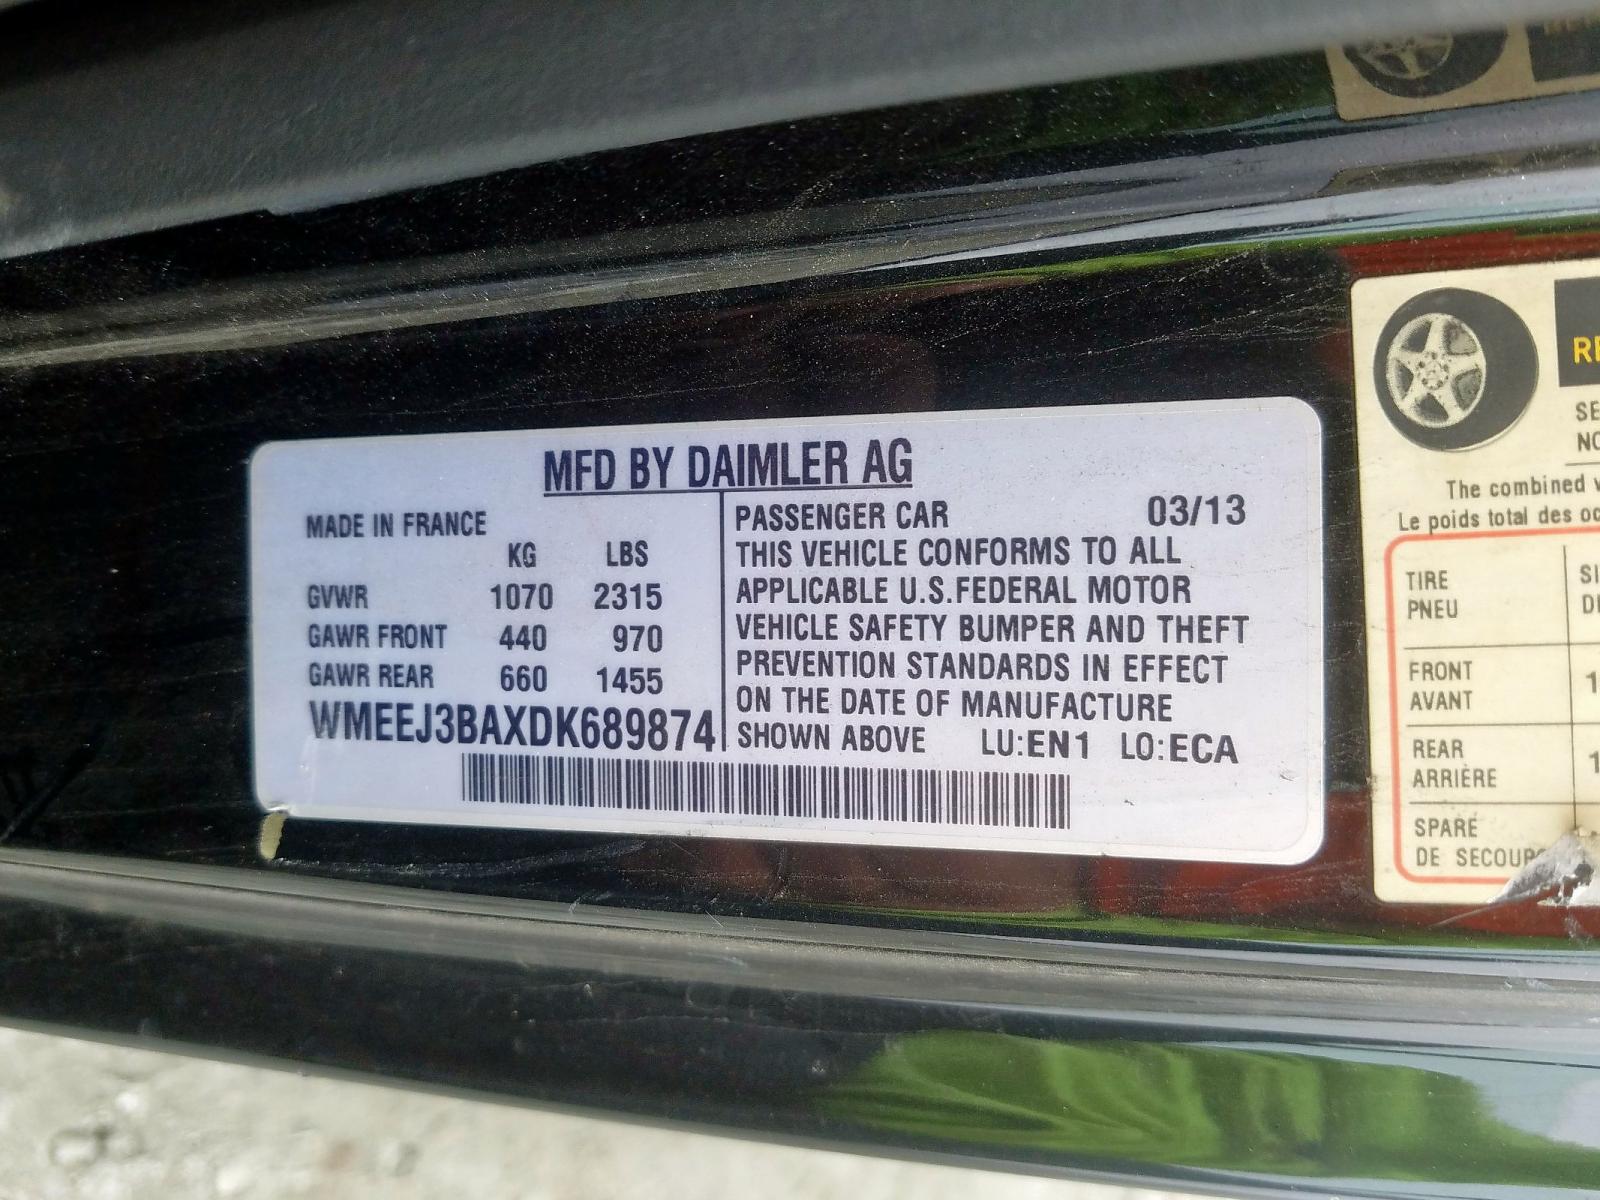 MFD BY DAIMLER AG
MADE IN FRANCE
KG LBS
GVWR 1070 2315
GAWR FRONT 440 970
GAWR REAR 660 1455
WMEEJ3BAXDK689874
PASSENGER CAR 03/13
THIS VEHICLE CONFORMS TO ALL
APPLICABLE U.S.FEDERAL MOTOR
VEHICLE SAFETY BUMPER AND THEFT
PREVENTION STANDARDS IN EFFECT
ON THE DATE OF MANUFACTURE
SHOWN ABOVE LU:EN1 LO:ECA
The combined
Le poids total des
TIRE
PNEU
FRONT
AVANT
REAR
ARRIÈRE
SPARE
DE